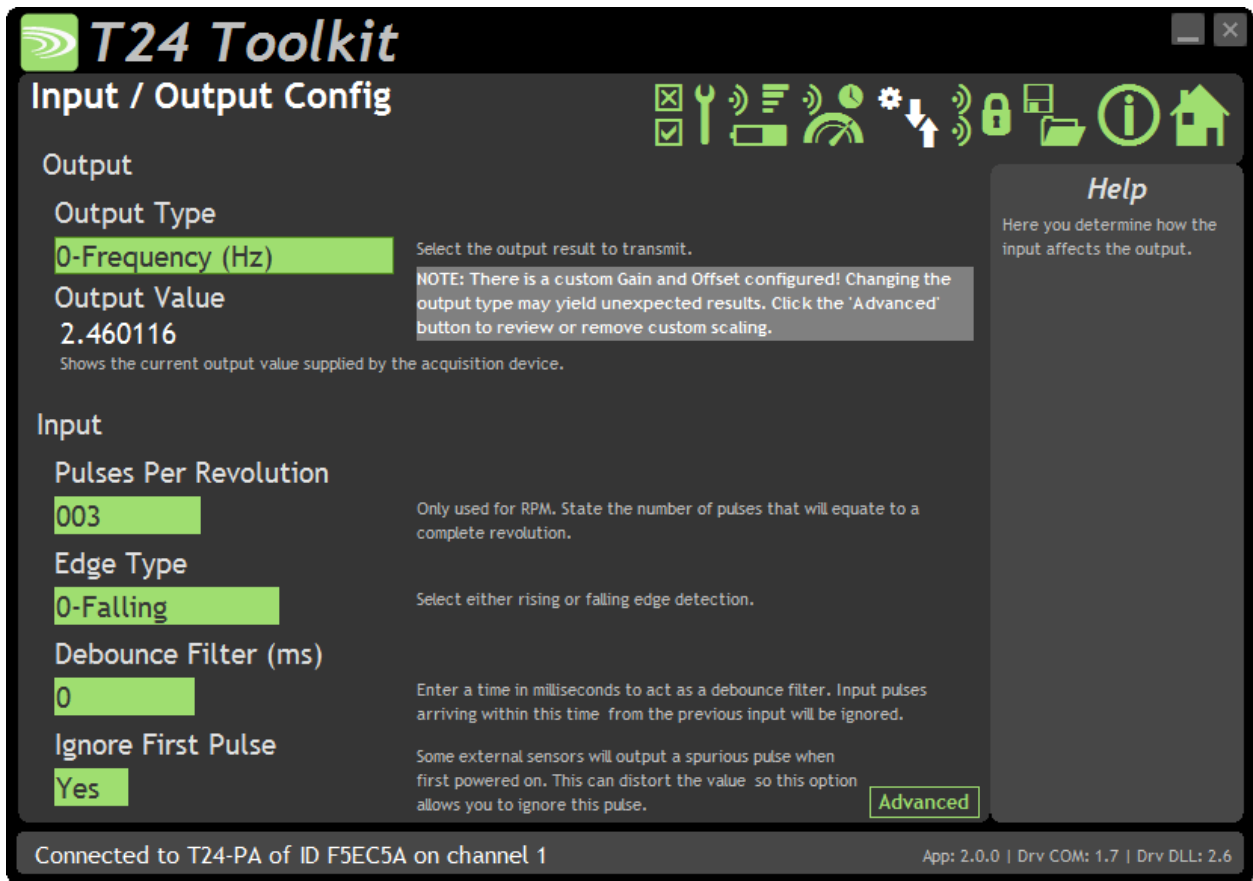 T24 Toolkit
Input / Output Config
Output
Output Type
0-Frequency (Hz)
Select the output result to transmit.
NOTE: There is a custom Gain and Offset configured! Changing the
output type may yield unexpected results. Click the 'Advanced'
button to review or remove custom scaling.
Output Value
2.460116
Shows the current output value supplied by the acquisition device.
Input
Pulses Per Revolution
003
Only used for RPM. State the number of pulses that will equate to a
complete revolution.
Edge Type
0-Falling
Select either rising or falling edge detection.
Debounce Filter (ms)
0
Enter a time in milliseconds to act as a debounce filter. Input pulses
arriving within this time from the previous input will be ignored.
Ignore First Pulse
Yes
Some external sensors will output a spurious pulse when
first powered on. This can distort the value so this option
allows you to ignore this pulse.
Advanced
Help
Here you determine how the
input affects the output.
Connected to T24-PA of ID F5EC5A on channel 1
App: 2.0.0 | Drv COM: 1.7 | Drv DLL: 2.6